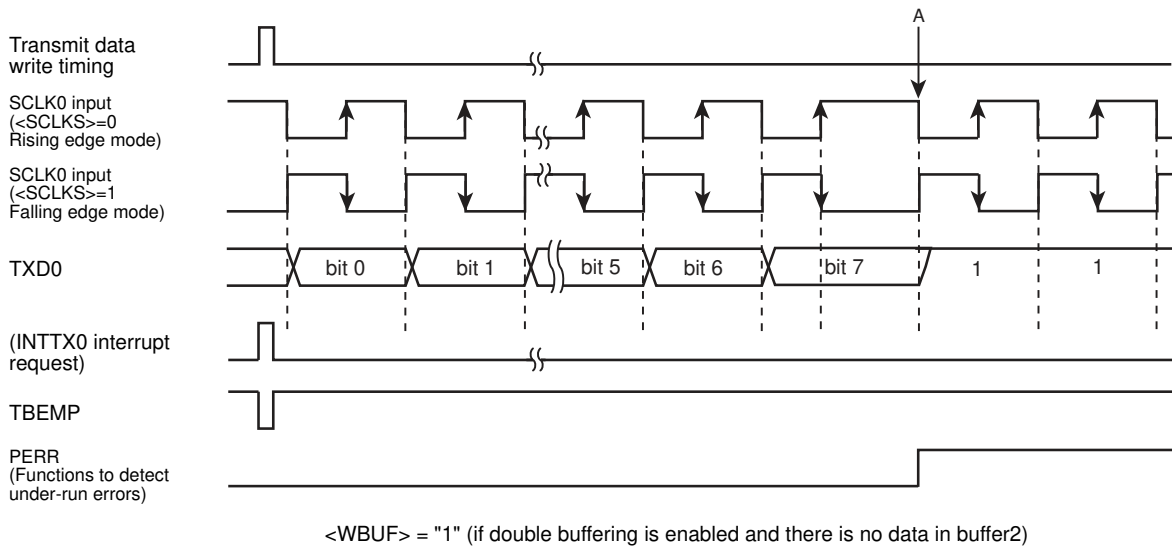 A
Transmit data
write timing
SCLK0 input
(<SCLKS>=0
Rising edge mode)
SCLK0 input
(<SCLKS>=1
Falling edge mode)
TXD0
bit 0
bit 1
bit 5
bit 6
bit 7
1
1
(INTTX0 interrupt
request)
TBEMP
PERR
(Functions to detect
under-run errors)
<WBUF> = "1" (if double buffering is enabled and there is no data in buffer2)